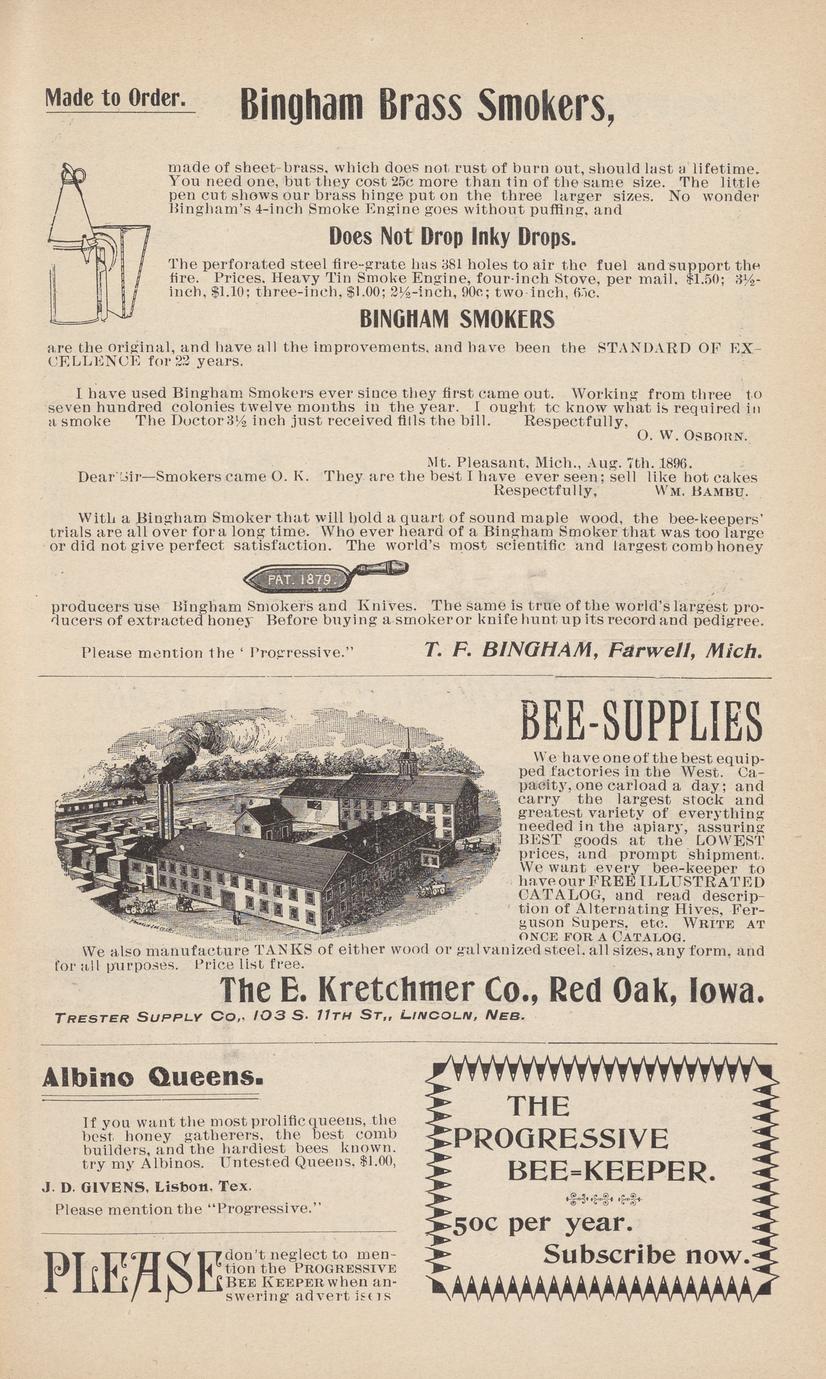 Made to Order.
Bingham Brass Smokers,
made of sheet-brass, which does not rust of burn out, should last a lifetime.
You need one, but they cost 25c more than tin of the same size. The little
pen cut shows our brass hinge put on the three larger sizes. No wonder
Bingham's 4-inch Smoke Engine goes without puffing, and
Does Not Drop Inky Drops.
The perforated steel fire-grate has 381 holes to air the fuel and support the
fire. Prices, Heavy Tin Smoke Engine, four-inch Stove, per mail, $1.50; 3½-
inch, $1.10; three-inch, $1.00; 2½-inch, 90c; two-inch, 65c.
BINGHAM SMOKERS
are the original, and have all the improvements, and have been the STANDARD OF EX-
CELLENCE for 22 years.
I have used Bingham Smokers ever since they first came out. Working from three to
seven hundred colonies twelve months in the year. I ought tc know what is required in
a smoke The Doctor 3½ inch just received fills the bill. Respectfully,
O. W. OSBORN.
Mt. Pleasant, Mich., Aug. 7th. 1896.
Dear Sir—Smokers came O. K. They are the best I have ever seen; sell like hot cakes
Respectfully, WM. BAMBU.
With a Bingham Smoker that will hold a quart of sound maple wood, the bee-keepers'
trials are all over for a long time. Who ever heard of a Bingham Smoker that was too large
or did not give perfect satisfaction. The world's most scientific and largest comb honey
PAT. 1879.
producers use Bingham Smokers and Knives. The same is true of the world's largest pro-
ducers of extracted honey Before buying a smoker or knife hunt up its record and pedigree.
Please mention the ' Progressive."
T. F. BINGHAM, Farwell, Mich.
BEE-SUPPLIES
We have one of the best equip-
ped factories in the West. Ca-
pacity, one carload a day; and
carry the largest stock and
greatest variety of everything
needed in the apiary, assuring
BEST goods at the LOWEST
prices, and prompt shipment.
We want every bee-keeper to
have our FREE ILLUSTRATED
CATALOG, and read descrip-
tion of Alternating Hives, Fer-
guson Supers, etc. WRITE AT
ONCE FOR A CATALOG.
We also manufacture TANKS of either wood or galvanized steel, all sizes, any form, and
for all purposes. Price list free.
The E. Kretchmer Co., Red Oak, Iowa.
TRESTER SUPPLY CO,. 103 S. 11TH ST,, LINCOLN, NEB.
Albino Queens.
If you want the most prolific queens, the
best honey gatherers, the best comb
builders, and the hardiest bees known.
try my Albinos. Untested Queens, $1.00,
J. D. GIVENS, Lisbon, Tex.
Please mention the "Progressive."
PLEASE don't neglect to men-
tion the PROGRESSIVE
BEE KEEPER when an-
swering advert
THE
PROGRESSIVE
BEE=KEEPER.
50c per year.
Subscribe now.